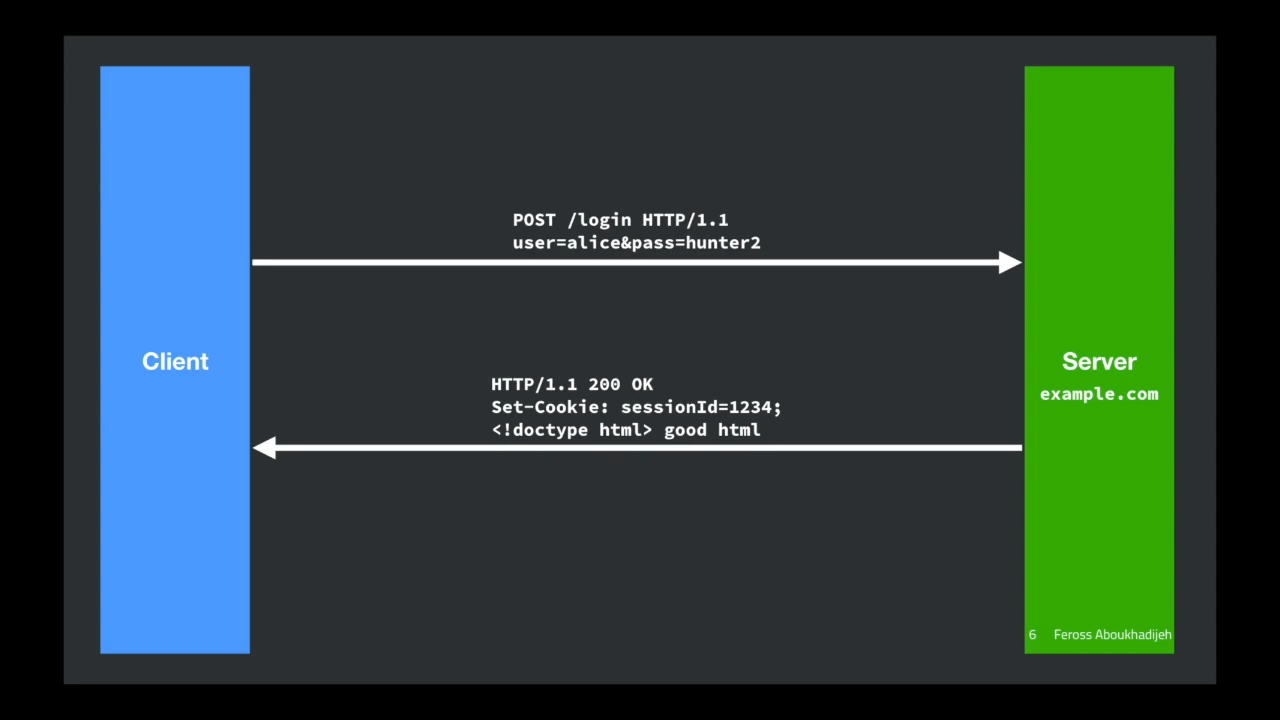 POST /login HTTP/1.1
user=alice&pass=hunter2
Client
Server
example.com
HTTP/1.1 200 OK
Set-Cookie: sessionId=1234;
<!doctype html> good html
6 Feross Aboukhadijeh